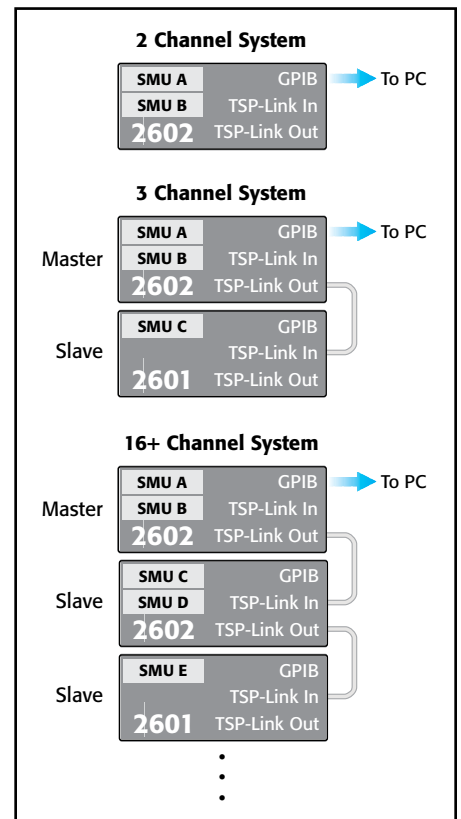 2 Channel System
SMU A GPIB To PC
SMU B TSP-Link In
2602 TSP-Link Out
3 Channel System
SMU A GPIB To PC
Master SMU B TSP-Link In
2602 TSP-Link Out
SMU C GPIB
Slave TSP-Link In
2601 TSP-Link Out
16+ Channel System
SMU A GPIB To PC
Master SMU B TSP-Link In
2602 TSP-Link Out
SMU C GPIB
Slave SMU D TSP-Link In
2602 TSP-Link Out
SMU E GPIB
Slave TSP-Link In
2601 TSP-Link Out